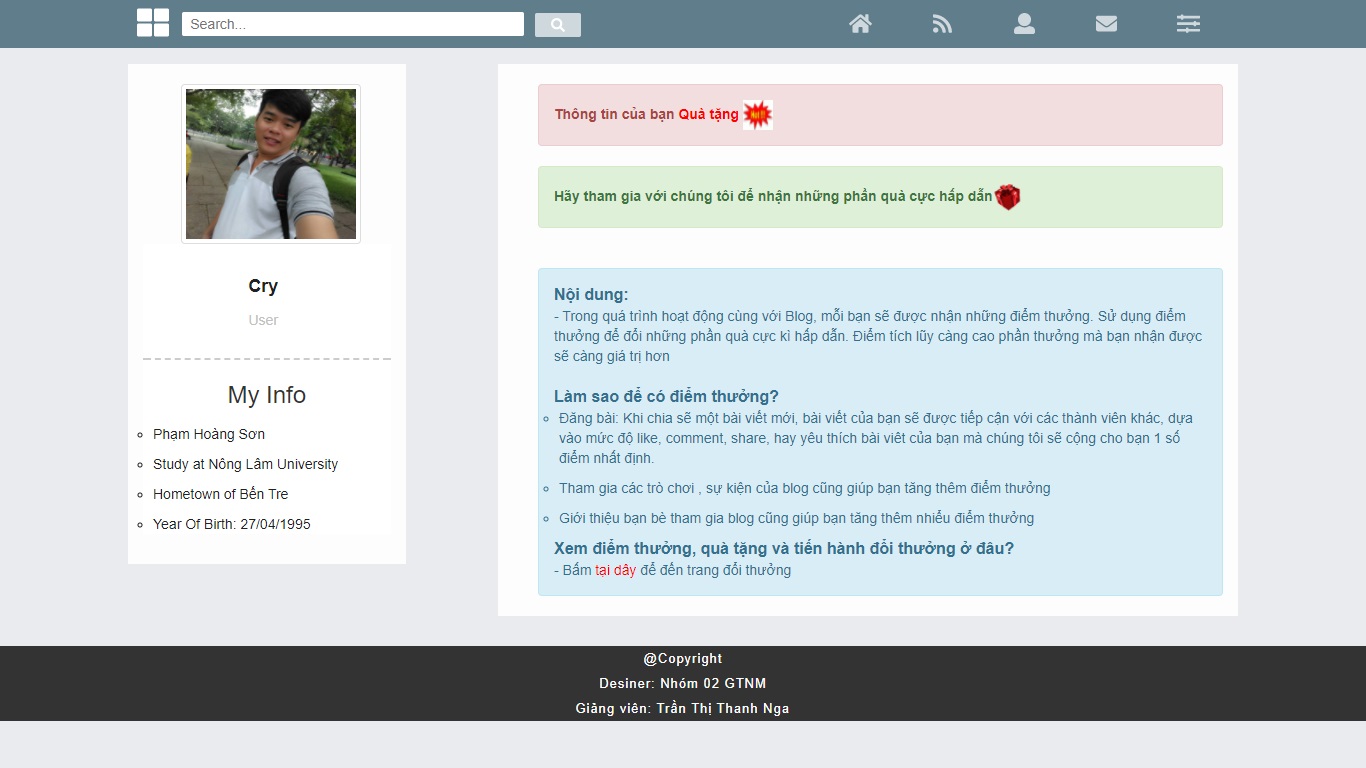 Search...
Cry
User
My Info
Phạm Hoàng Sơn
Study at Nông Lâm University
Hometown of Bến Tre
Year Of Birth: 27/04/1995
Thông tin của bạn Quà tặng
Hãy tham gia với chúng tôi để nhận những phần quà cực hấp dẫn
Nội dung:
- Trong quá trình hoạt động cùng với Blog, mỗi bạn sẽ được nhận những điểm thưởng. Sử dụng điểm
thưởng để đổi những phần quà cực kì hấp dẫn. Điểm tích lũy càng cao phần thưởng mà bạn nhận được
sẽ càng giá trị hơn
Làm sao để có điểm thưởng?
Đăng bài: Khi chia sẽ một bài viết mới, bài viết của bạn sẽ được tiếp cận với các thành viên khác, dựa
vào mức độ like, comment, share, hay yêu thích bài viêt của bạn mà chúng tôi sẽ cộng cho bạn 1 số
điểm nhất định.
Tham gia các trò chơi , sự kiện của blog cũng giúp bạn tăng thêm điểm thưởng
Giới thiệu bạn bè tham gia blog cũng giúp bạn tăng thêm nhiểu điểm thưởng
Xem điểm thưởng, quà tặng và tiến hành đổi thưởng ở đâu?
- Bấm tại dây để đến trang đổi thưởng
@Copyright
Desiner: Nhóm 02 GTNM
Giảng viên: Trần Thị Thanh Nga